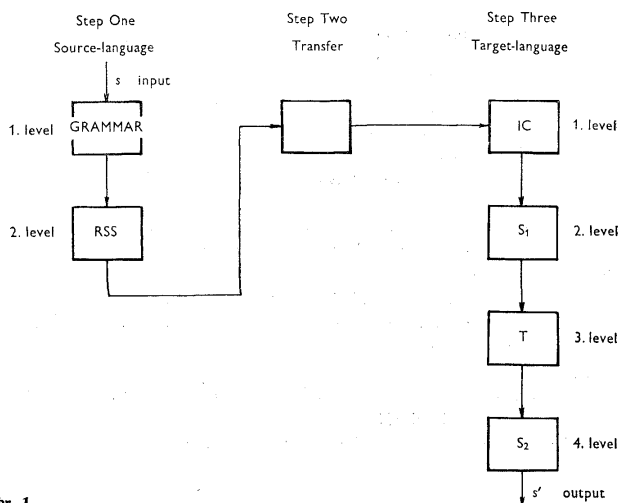 Step One
Source-language
Step Two
Transfer
Step Three
Target-language
s input
1. level
GRAMMAR
IC
1. level
2. level
RSS
S₁
2. level
T
3. level
S₂
4. level
s′ output